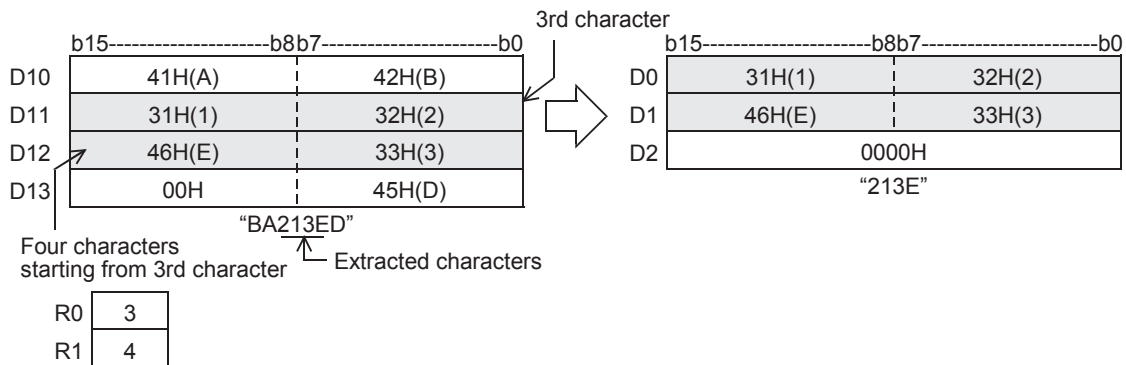 3rd character
b15--------------------b8b7----------------------b0
b15--------------------b8b7----------------------b0
D10 41H(A) 42H(B)
D0 31H(1) 32H(2)
D11 31H(1) 32H(2)
D1 46H(E) 33H(3)
D12 46H(E) 33H(3)
D2 0000H
D13 00H 45H(D)
“213E”
“BA213ED”
Four characters
starting from 3rd character
Extracted characters
R0 3
R1 4